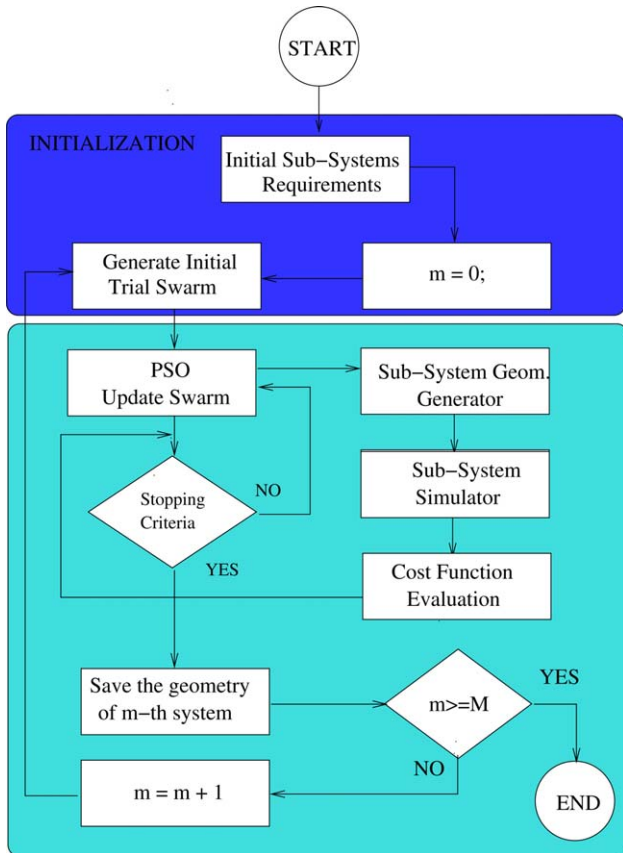 START
INITIALIZATION
Initial Sub-Systems
Requirements
Generate Initial
Trial Swarm
m = 0;
PSO
Update Swarm
Sub-System Geom.
Generator
Stopping
Criteria
NO
YES
Sub-System
Simulator
Cost Function
Evaluation
Save the geometry
of m-th system
m>=M
YES
NO
m = m + 1
END